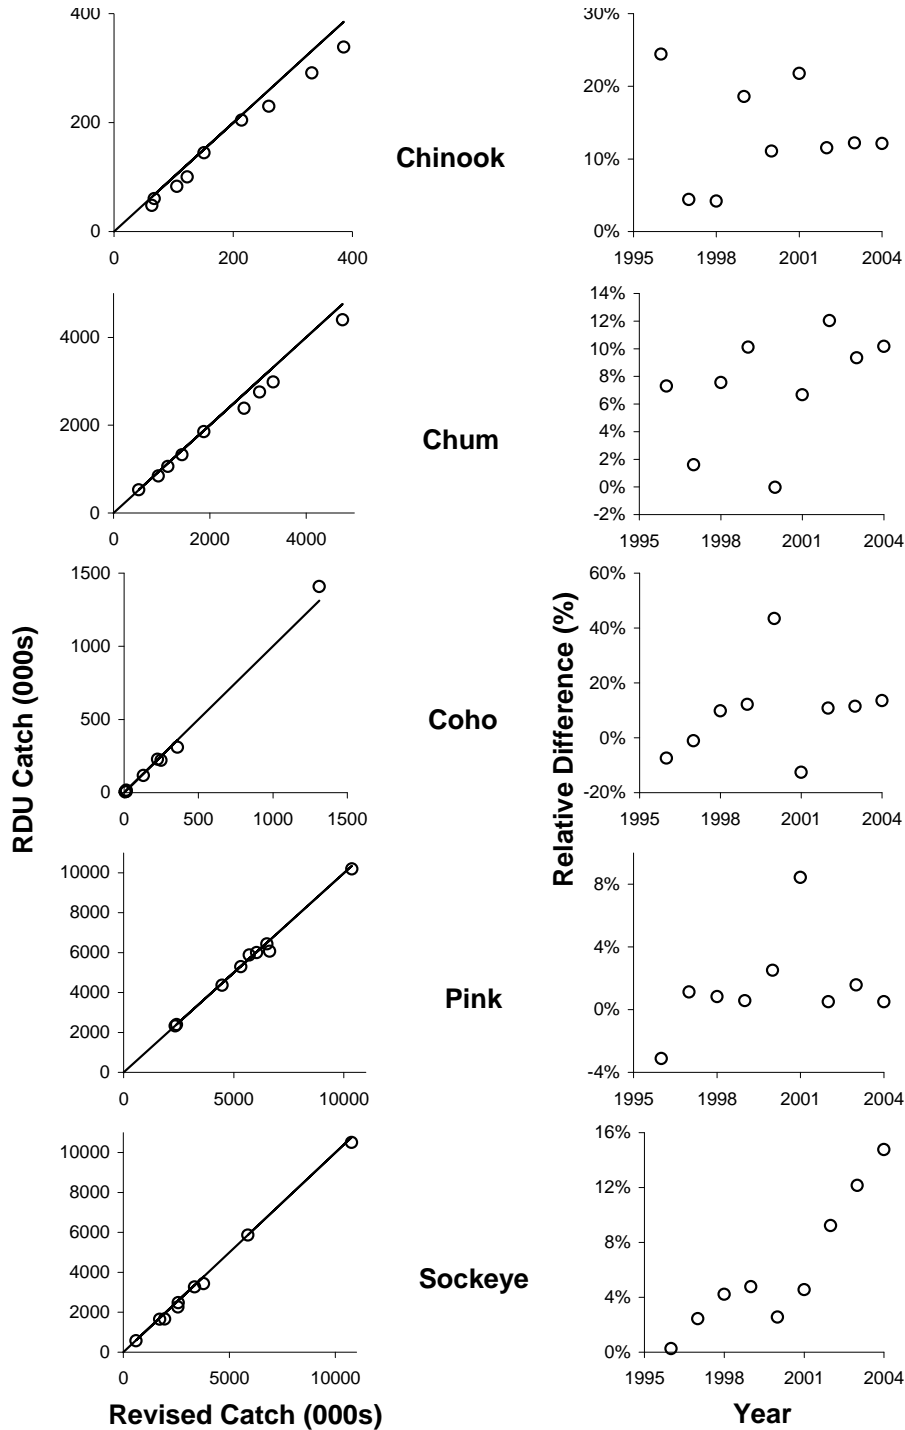 400
200
0
0 200 400
Chinook
30%
20%
10%
0%
1995 1998 2001 2004
4000
2000
0
0 2000 4000
Chum
14%
12%
10%
8%
6%
4%
2%
0%
-2%
1995 1998 2001 2004
RDU Catch (000s)
1500
1000
500
0
0 500 1000 1500
Coho
Relative Difference (%)
60%
40%
20%
0%
-20%
1995 1998 2001 2004
10000
8000
6000
4000
2000
0
0 5000 10000
Pink
8%
4%
0%
-4%
1995 1998 2001 2004
10000
8000
6000
4000
2000
0
0 5000 10000
Sockeye
16%
12%
8%
4%
0%
1995 1998 2001 2004
Revised Catch (000s)
Year